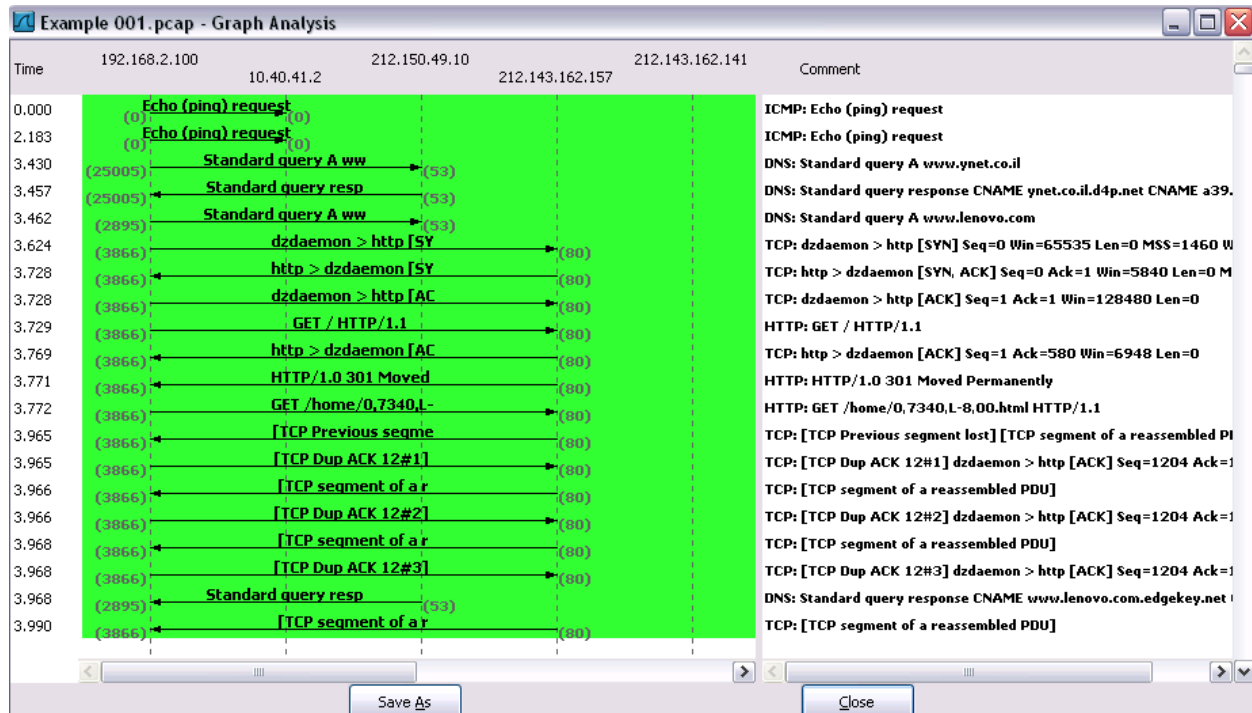 Example 001.pcap - Graph Analysis
Time 192.168.2.100 10.40.41.2 212.150.49.10 212.143.162.157 212.143.162.141 Comment
0.000 Echo (ping) request (0) (0) ICMP: Echo (ping) request
2.183 Echo (ping) request (0) (0) ICMP: Echo (ping) request
3.430 Standard query A ww (25005) (53) DNS: Standard query A www.ynet.co.il
3.457 Standard query resp (25005) (53) DNS: Standard query response CNAME ynet.co.il.d4p.net CNAME a39.
3.462 Standard query A ww (2895) (53) DNS: Standard query A www.lenovo.com
3.624 dzdaemon > http [SY (3866) (80) TCP: dzdaemon > http [SYN] Seq=0 Win=65535 Len=0 MSS=1460 W
3.728 http > dzdaemon [SY (3866) (80) TCP: http > dzdaemon [SYN, ACK] Seq=0 Ack=1 Win=5840 Len=0 M
3.728 dzdaemon > http [AC (3866) (80) TCP: dzdaemon > http [ACK] Seq=1 Ack=1 Win=128480 Len=0
3.729 GET / HTTP/1.1 (3866) (80) HTTP: GET / HTTP/1.1
3.769 http > dzdaemon [AC (3866) (80) TCP: http > dzdaemon [ACK] Seq=1 Ack=580 Win=6948 Len=0
3.771 HTTP/1.0 301 Moved (3866) (80) HTTP: HTTP/1.0 301 Moved Permanently
3.772 GET /home/0,7340,L- (3866) (80) HTTP: GET /home/0,7340,L-8,00.html HTTP/1.1
3.965 [TCP Previous segme (3866) (80) TCP: [TCP Previous segment lost] [TCP segment of a reassembled PD
3.965 [TCP Dup ACK 12#1] (3866) (80) TCP: [TCP Dup ACK 12#1] dzdaemon > http [ACK] Seq=1204 Ack=1
3.966 [TCP segment of a r (3866) (80) TCP: [TCP segment of a reassembled PDU]
3.966 [TCP Dup ACK 12#2] (3866) (80) TCP: [TCP Dup ACK 12#2] dzdaemon > http [ACK] Seq=1204 Ack=1
3.968 [TCP segment of a r (3866) (80) TCP: [TCP segment of a reassembled PDU]
3.968 [TCP Dup ACK 12#3] (3866) (80) TCP: [TCP Dup ACK 12#3] dzdaemon > http [ACK] Seq=1204 Ack=1
3.968 Standard query resp (2895) (53) DNS: Standard query response CNAME www.lenovo.com.edgekey.net
3.990 [TCP segment of a r (3866) (80) TCP: [TCP segment of a reassembled PDU]
Save As Close